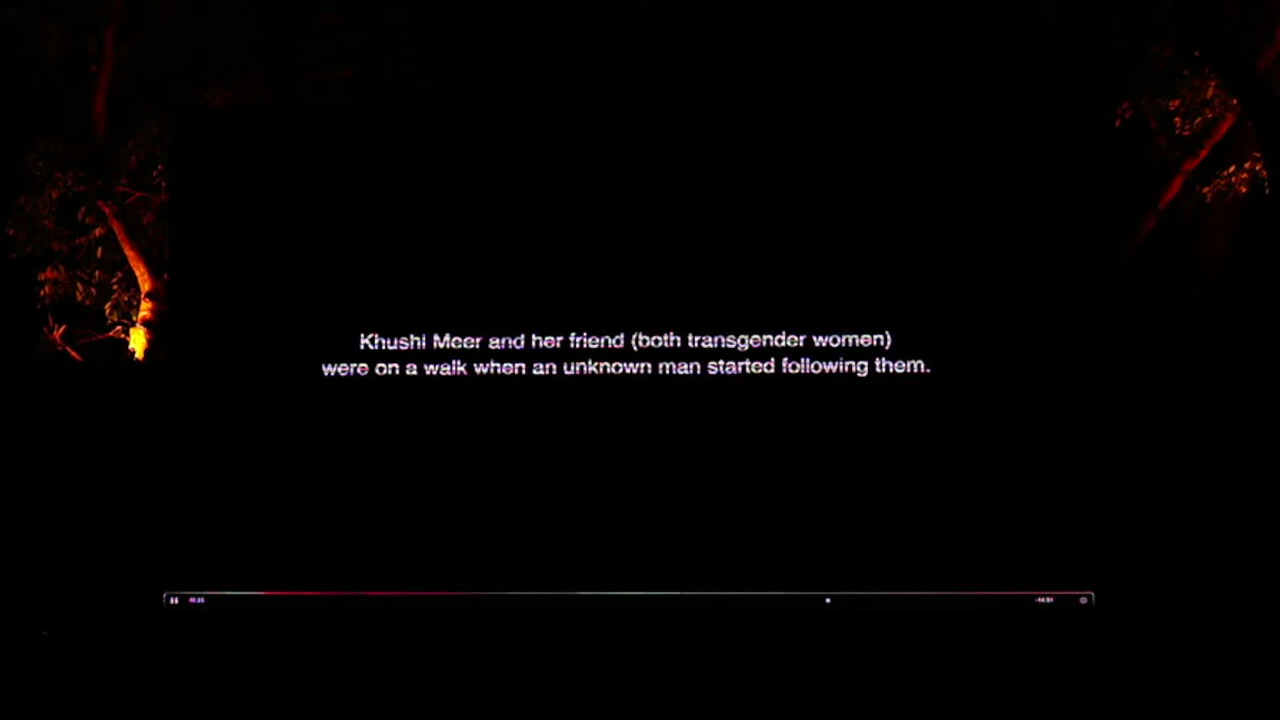 Khushi Meer and her friend (both transgender women)
were on a walk when an unknown man started following them.